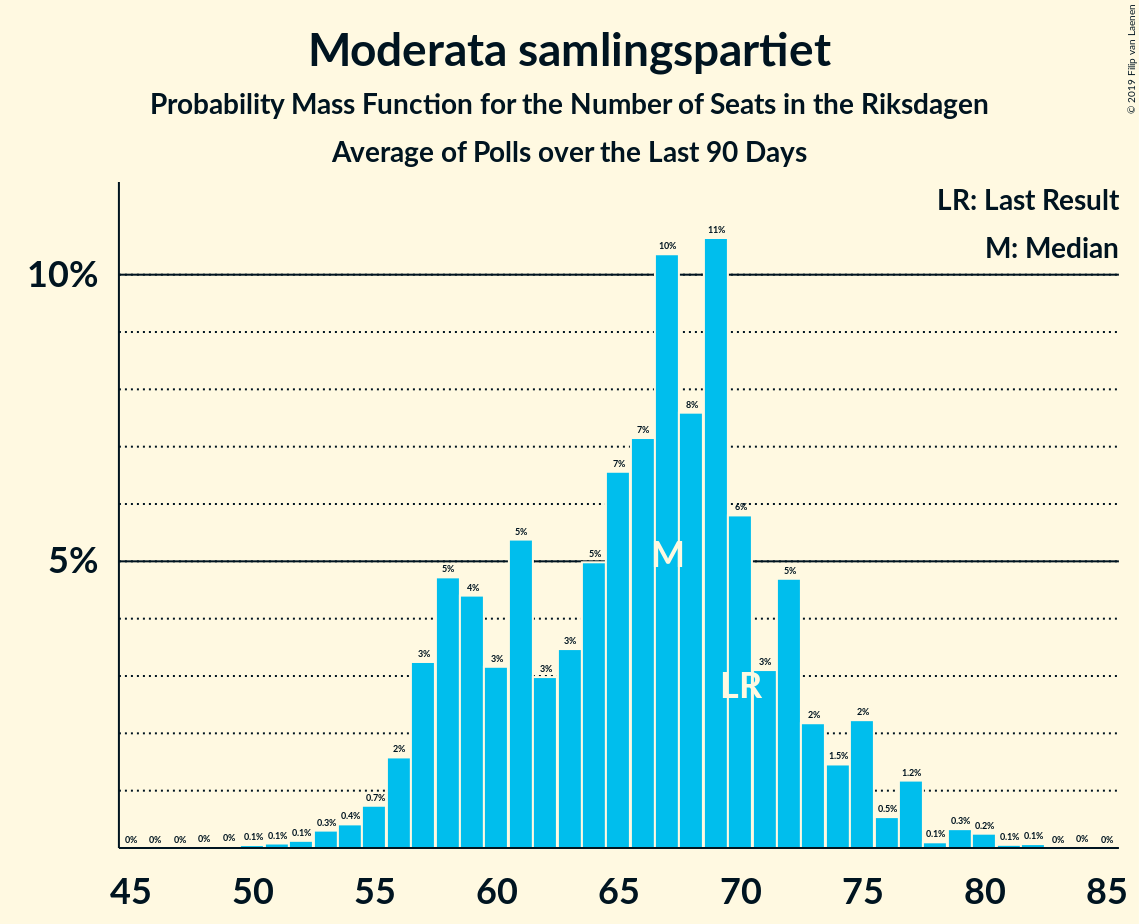 Moderata samlingspartiet
Probability Mass Function for the Number of Seats in the Riksdagen
Average of Polls over the Last 90 Days
© 2019 Filip van Laenen
LR: Last Result
M: Median
10%
5%
0% 0% 0% 0% 0% 0.1% 0.1% 0.1% 0.3% 0.4% 0.7% 2% 3% 5% 4% 3% 5% 3% 3% 5% 7% 7% 10% 8% 11% 6% 3% 5% 2% 1.5% 2% 0.5% 1.2% 0.1% 0.3% 0.2% 0.1% 0.1% 0% 0% 0%
M
LR
45 50 55 60 65 70 75 80 85